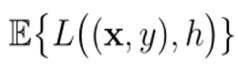 𝔼{L((𝐱, y), h)}